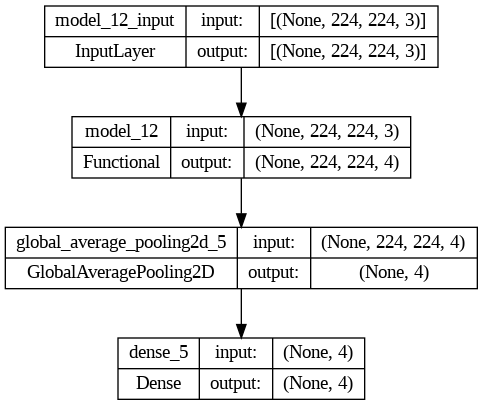 model_12_input input: [(None, 224, 224, 3)]
InputLayer output: [(None, 224, 224, 3)]
model_12 input: (None, 224, 224, 3)
Functional output: (None, 224, 224, 4)
global_average_pooling2d_5 input: (None, 224, 224, 4)
GlobalAveragePooling2D output: (None, 4)
dense_5 input: (None, 4)
Dense output: (None, 4)